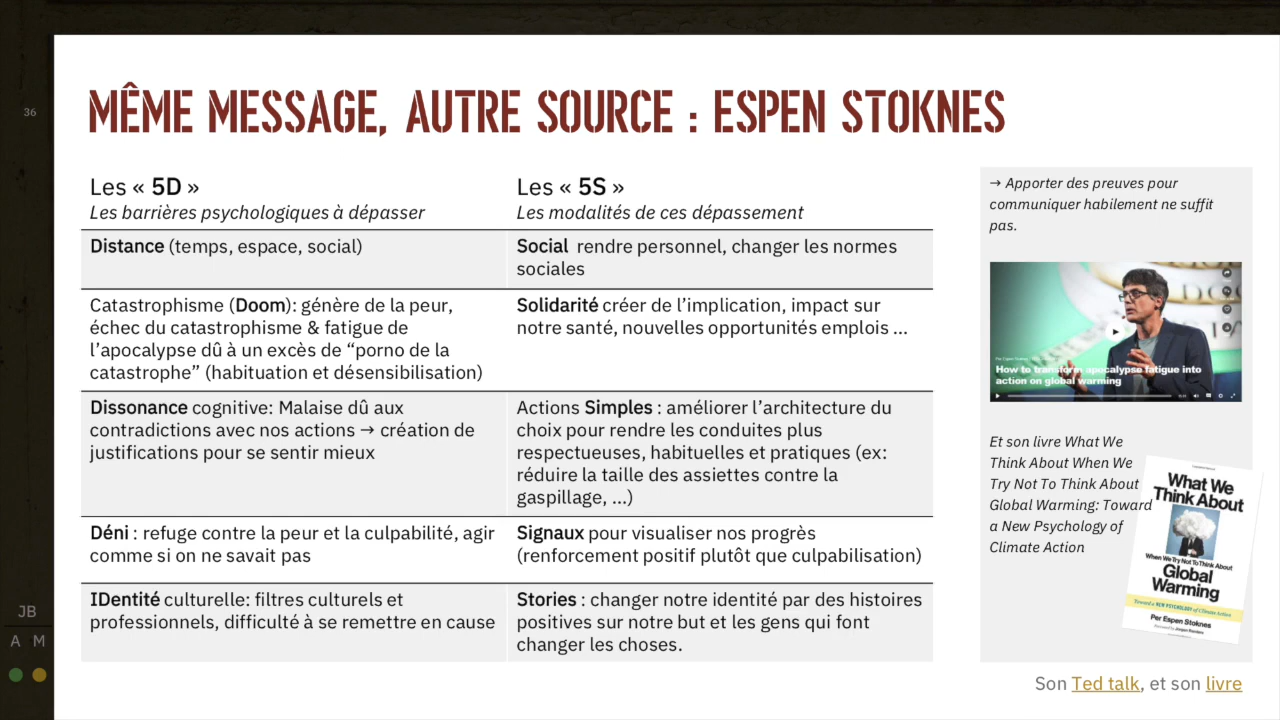 36
MÊME MESSAGE, AUTRE SOURCE : ESPEN STOKNES
Les « 5D »
Les barrières psychologiques à dépasser
Les « 5S »
Les modalités de ces dépassement
Distance (temps, espace, social)
Social rendre personnel, changer les normes
sociales
Catastrophisme (Doom): génère de la peur,
échec du catastrophisme & fatigue de
l’apocalypse dû à un excès de “porno de la
catastrophe” (habituation et désensibilisation)
Solidarité créer de l’implication, impact sur
notre santé, nouvelles opportunités emplois ...
Dissonance cognitive: Malaise dû aux
contradictions avec nos actions → création de
justifications pour se sentir mieux
Actions Simples : améliorer l’architecture du
choix pour rendre les conduites plus
respectueuses, habituelles et pratiques (ex:
réduire la taille des assiettes contre la
gaspillage, ...)
Déni : refuge contre la peur et la culpabilité, agir
comme si on ne savait pas
Signaux pour visualiser nos progrès
(renforcement positif plutôt que culpabilisation)
IDentité culturelle: filtres culturels et
professionnels, difficulté à se remettre en cause
Stories : changer notre identité par des histoires
positives sur notre but et les gens qui font
changer les choses.
→ Apporter des preuves pour
communiquer habilement ne suffit
pas.
How to transform apocalypse fatigue into
action on global warming
Et son livre What We
Think About When We
Try Not To Think About
Global Warming: Toward
a New Psychology of
Climate Action
What We
Think About
When We Try Not To Think About
Global
Warming
Toward a NEW PSYCHOLOGY of Climate Action
Per Espen Stoknes
Son Ted talk, et son livre
JB
A M